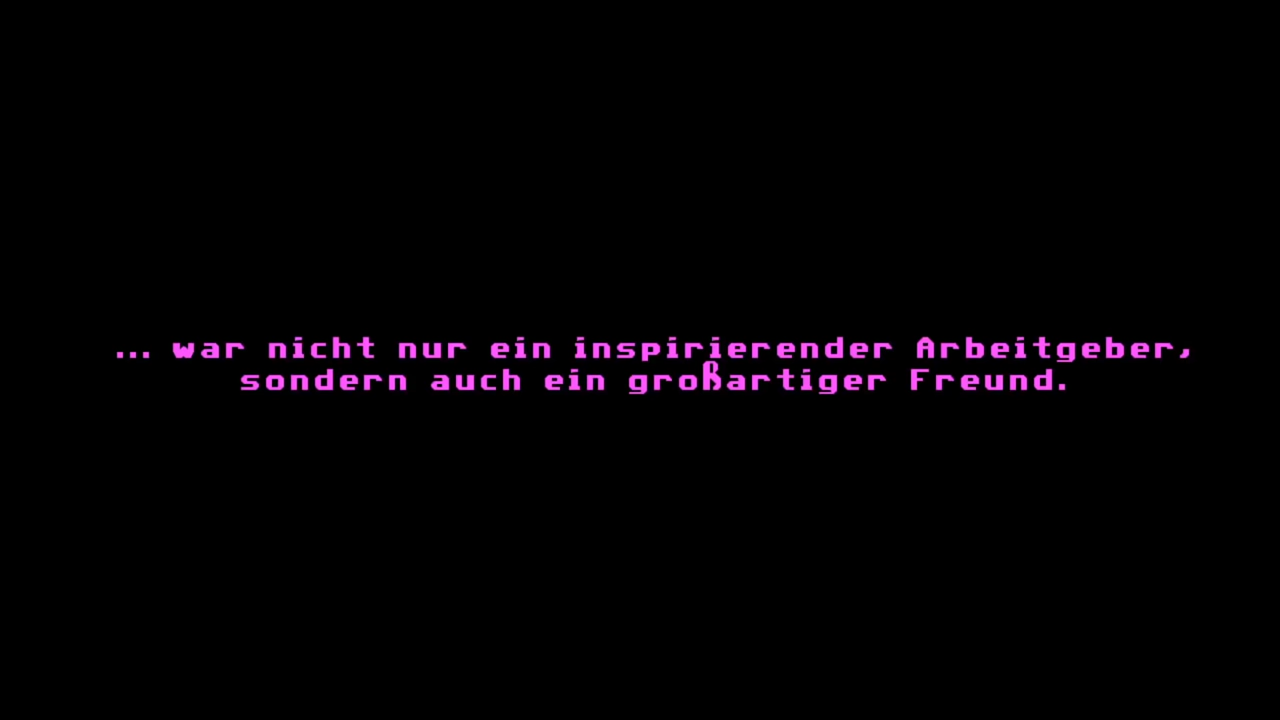 ... war nicht nur ein inspirierender Arbeitgeber,
sondern auch ein großartiger Freund.